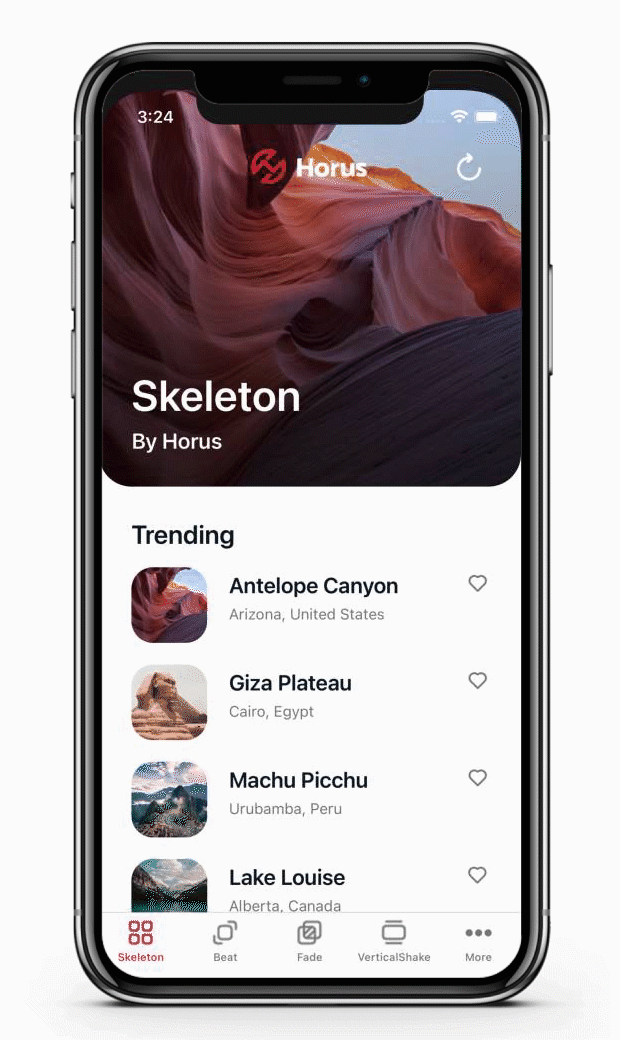 3:24
Horus
Skeleton
By Horus
Trending
Antelope Canyon
Arizona, United States
Giza Plateau
Cairo, Egypt
Machu Picchu
Urubamba, Peru
Lake Louise
Alberta, Canada
Skeleton
Beat
Fade
VerticalShake
More